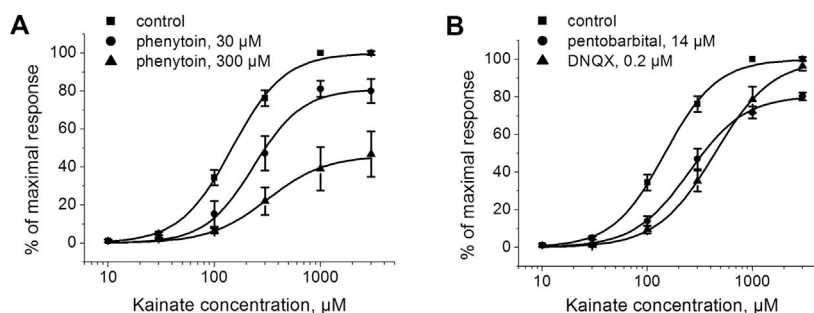 A
control
phenytoin, 30 µM
phenytoin, 300 µM
% of maximal response
100
80
60
40
20
0
10
100
1000
Kainate concentration, µM
B
control
pentobarbital, 14 µM
DNQX, 0.2 µM
% of maximal response
100
80
60
40
20
0
10
100
1000
Kainate concentration, µM